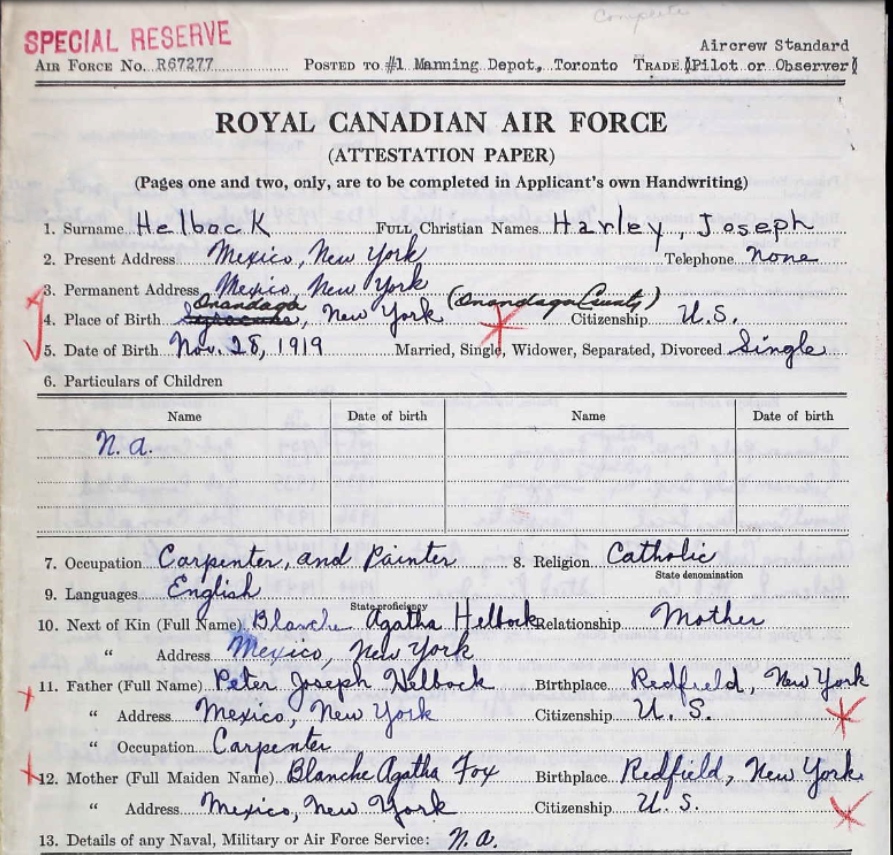 Complete
SPECIAL RESERVE
Aircrew Standard
AIR FORCE No. R67277 POSTED TO #1 Manning Depot, Toronto TRADE (Pilot or Observer)
ROYAL CANADIAN AIR FORCE
(ATTESTATION PAPER)
(Pages one and two, only, are to be completed in Applicant's own Handwriting)
1. Surname Helbock FULL Christian Names Harley, Joseph
2. Present Address Mexico, New York Telephone None
3. Permanent Address Mexico, New York
Onondaga (Onondaga County)
4. Place of Birth Syracuse, New York Citizenship U.S.
5. Date of Birth Nov. 28, 1919 Married, Single, Widower, Separated, Divorced Single
6. Particulars of Children
Name Date of birth Name Date of birth
N.a.
7. Occupation Carpenter, and Painter 8. Religion Catholic
State denomination
9. Languages English
State proficiency
10. Next of Kin (Full Name) Blanche Agatha Helbock Relationship Mother
" Address Mexico, New York
11. Father (Full Name) Peter Joseph Helbock Birthplace Redfield, New York
" Address Mexico, New York Citizenship U.S.
" Occupation Carpenter
12. Mother (Full Maiden Name) Blanche Agatha Fox Birthplace Redfield, New York
" Address Mexico, New York Citizenship U.S.
13. Details of any Naval, Military or Air Force Service: N.a.